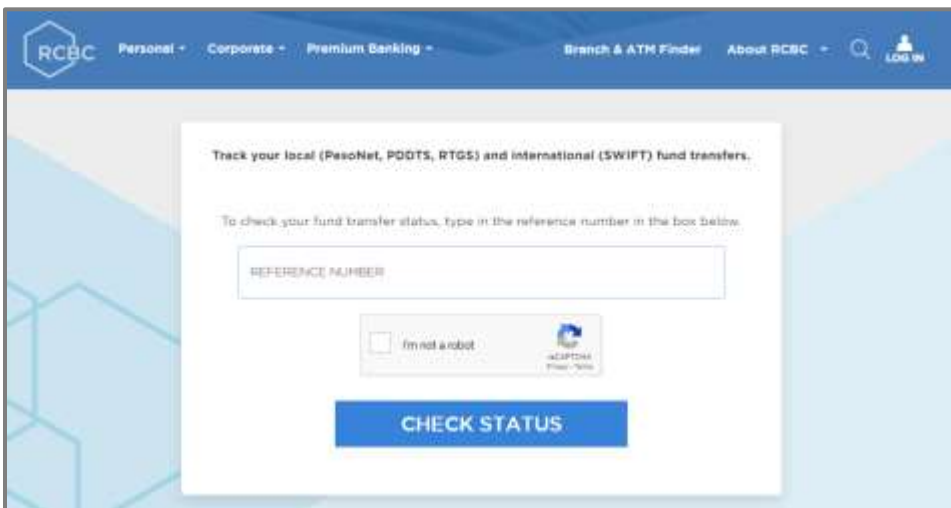 RCBC
Personal
Corporate
Premium Banking
Branch & ATM Finder
About RCBC
LOG IN
Track your local (PesoNet, PDDTS, RTGS) and international (SWIFT) fund transfers.
To check your fund transfer status, type in the reference number in the box below.
REFERENCE NUMBER
I'm not a robot
reCAPTCHA
Privacy - Terms
CHECK STATUS